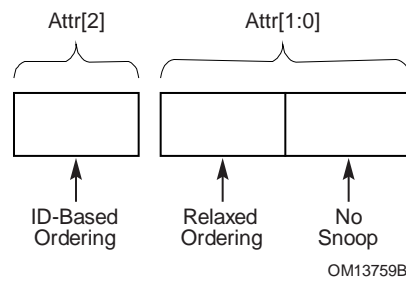 Attr[2] Attr[1:0]
ID-Based Relaxed No
Ordering Ordering Snoop
OM13759B